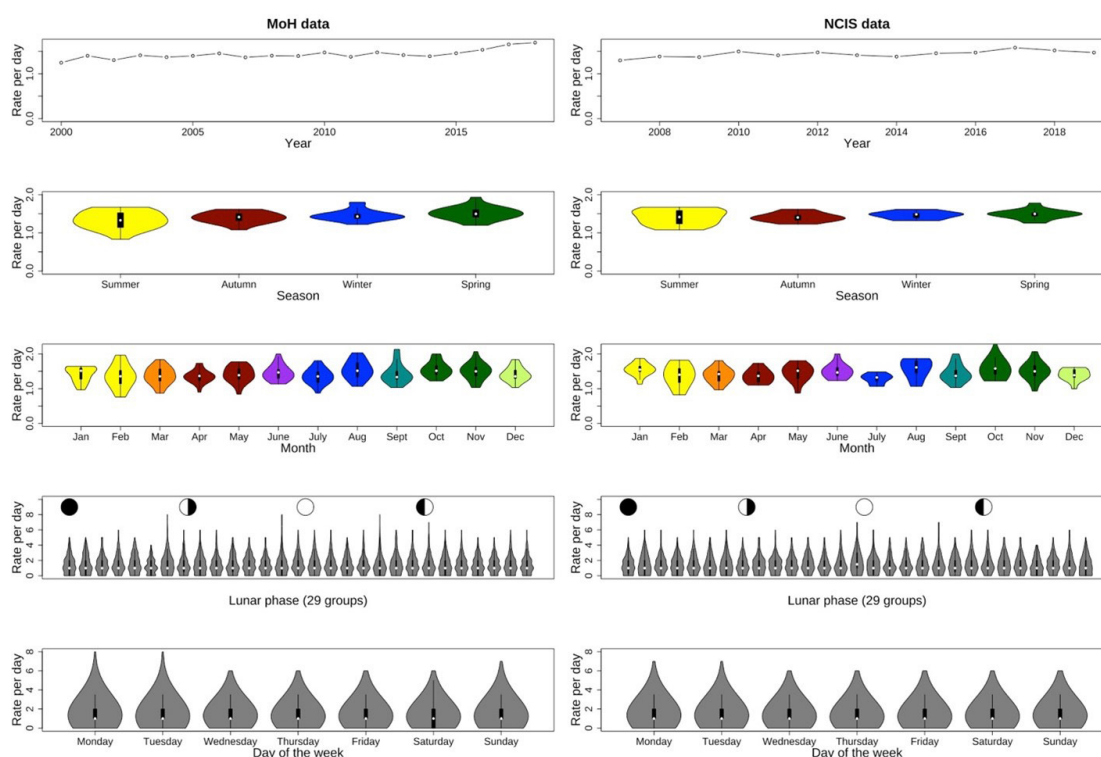 MoH data
NCIS data
Rate per day
0.0 1.0
2000 2005 2010 2015
Year
Rate per day
0.0 1.0
2008 2010 2012 2014 2016 2018
Year
Rate per day
0.0 1.0 2.0
Summer Autumn Winter Spring
Season
Rate per day
0.0 1.0 2.0
Summer Autumn Winter Spring
Season
Rate per day
0.0 1.0 2.0
Jan Feb Mar Apr May June July Aug Sept Oct Nov Dec
Month
Rate per day
0.0 1.0 2.0
Jan Feb Mar Apr May June July Aug Sept Oct Nov Dec
Month
Rate per day
0 2 4 6 8
Lunar phase (29 groups)
Rate per day
0 2 4 6 8
Lunar phase (29 groups)
Rate per day
0 2 4 6 8
Monday Tuesday Wednesday Thursday Friday Saturday Sunday
Day of the week
Rate per day
0 2 4 6 8
Monday Tuesday Wednesday Thursday Friday Saturday Sunday
Day of the week